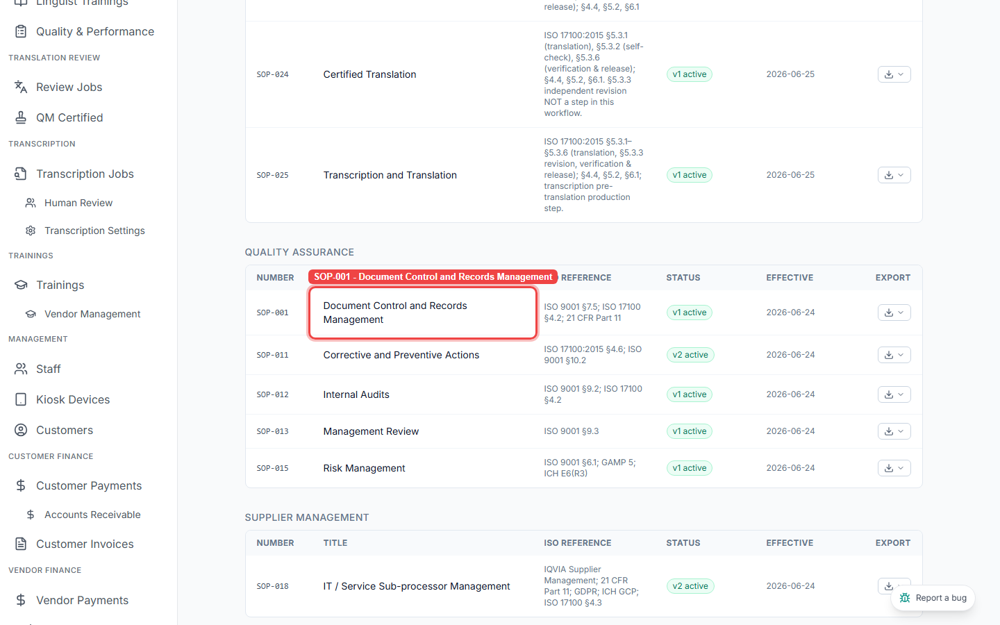 Linguist Trainings
Quality & Performance
TRANSLATION REVIEW
Review Jobs
QM Certified
TRANSCRIPTION
Transcription Jobs
Human Review
Transcription Settings
TRAININGS
Trainings
Vendor Management
MANAGEMENT
Staff
Kiosk Devices
Customers
CUSTOMER FINANCE
Customer Payments
Accounts Receivable
Customer Invoices
VENDOR FINANCE
Vendor Payments
release); §4.4, §5.2, §6.1
SOP-024
Certified Translation
ISO 17100:2015 §5.3.1
(translation), §5.3.2 (self-
check), §5.3.6
(verification & release);
§4.4, §5.2, §6.1. §5.3.3
independent revision
NOT a step in this
workflow.
v1 active
2026-06-25
SOP-025
Transcription and Translation
ISO 17100:2015 §5.3.1–
§5.3.6 (translation, §5.3.3
revision, verification &
release); §4.4, §5.2, §6.1;
transcription pre-
translation production
step.
v1 active
2026-06-25
QUALITY ASSURANCE
NUMBER
SOP-001 - Document Control and Records Management
REFERENCE
STATUS
EFFECTIVE
EXPORT
SOP-001
Document Control and Records
Management
ISO 9001 §7.5; ISO 17100
§4.2; 21 CFR Part 11
v1 active
2026-06-24
SOP-011
Corrective and Preventive Actions
ISO 17100:2015 §4.6; ISO
9001 §10.2
v2 active
2026-06-24
SOP-012
Internal Audits
ISO 9001 §9.2; ISO 17100
§4.2
v1 active
2026-06-24
SOP-013
Management Review
ISO 9001 §9.3
v1 active
2026-06-24
SOP-015
Risk Management
ISO 9001 §6.1; GAMP 5;
ICH E6(R3)
v1 active
2026-06-24
SUPPLIER MANAGEMENT
NUMBER
TITLE
ISO REFERENCE
STATUS
EFFECTIVE
EXPORT
SOP-018
IT / Service Sub-processor Management
IQVIA Supplier
Management; 21 CFR
Part 11; GDPR; ICH GCP;
ISO 17100 §4.3
v2 active
2026-06-24
Report a bug